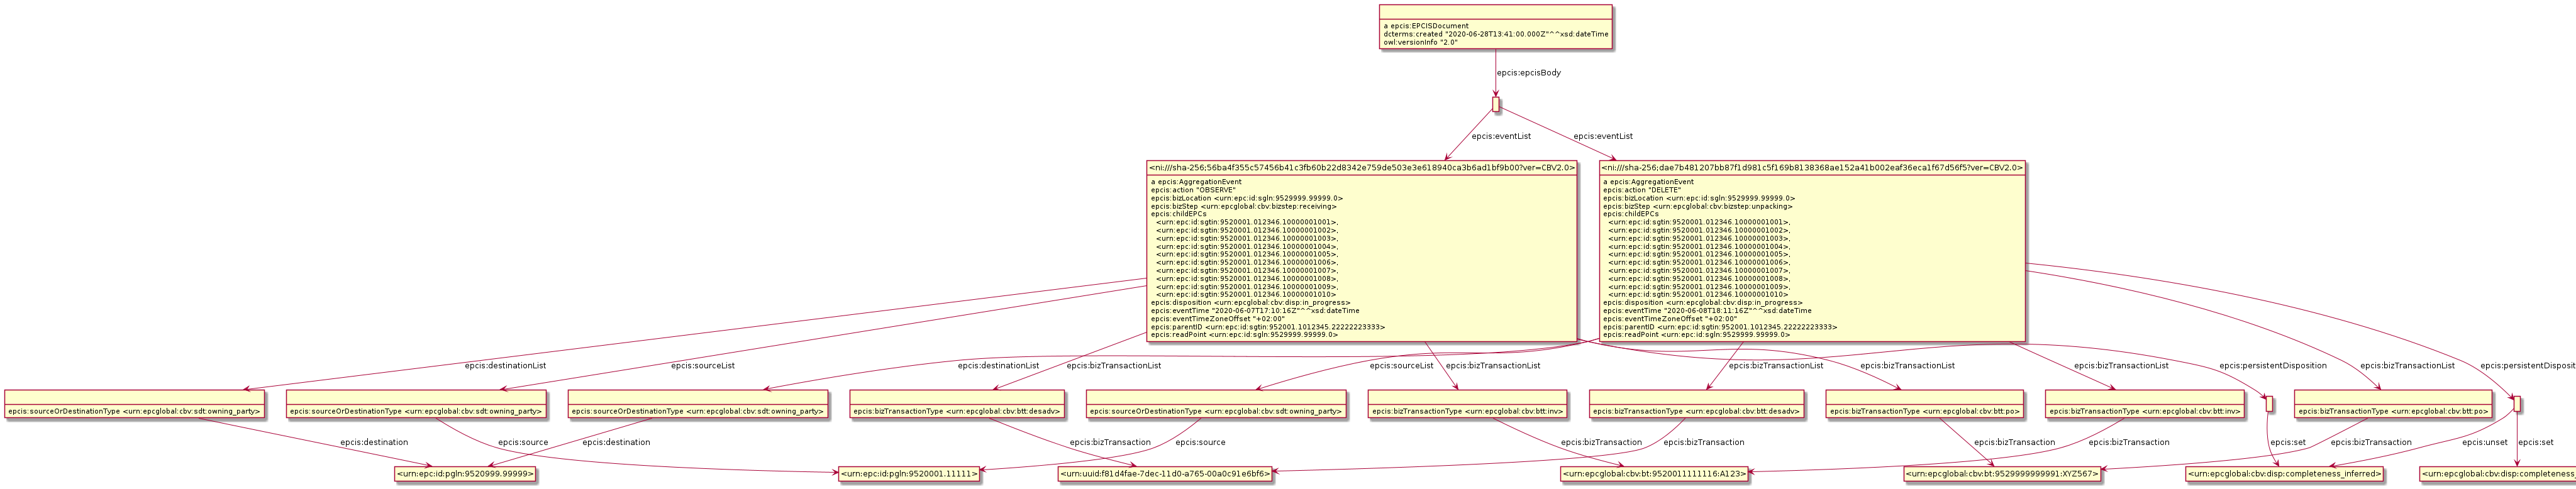 a epcis:EPCISDocument
dcterms:created "2020-06-28T13:41:00.000Z"^^xsd:dateTime
owl:versionInfo "2.0"
epcis:epcisBody
epcis:eventList
epcis:eventList
<ni:///sha-256;56ba4f355c57456b41c3fb60b22d8342e759de503e3e618940ca3b6ad1bf9b00?ver=CBV2.0>
a epcis:AggregationEvent
epcis:action "OBSERVE"
epcis:bizLocation <urn:epc:id:sgln:9529999.99999.0>
epcis:bizStep <urn:epcglobal:cbv:bizstep:receiving>
epcis:childEPCs
<urn:epc:id:sgtin:9520001.012346.10000001001>,
<urn:epc:id:sgtin:9520001.012346.10000001002>,
<urn:epc:id:sgtin:9520001.012346.10000001003>,
<urn:epc:id:sgtin:9520001.012346.10000001004>,
<urn:epc:id:sgtin:9520001.012346.10000001005>,
<urn:epc:id:sgtin:9520001.012346.10000001006>,
<urn:epc:id:sgtin:9520001.012346.10000001007>,
<urn:epc:id:sgtin:9520001.012346.10000001008>,
<urn:epc:id:sgtin:9520001.012346.10000001009>,
<urn:epc:id:sgtin:9520001.012346.10000001010>
epcis:disposition <urn:epcglobal:cbv:disp:in_progress>
epcis:eventTime "2020-06-07T17:10:16Z"^^xsd:dateTime
epcis:eventTimeZoneOffset "+02:00"
epcis:parentID <urn:epc:id:sgtin:952001.1012345.22222223333>
epcis:readPoint <urn:epc:id:sgln:9529999.99999.0>
<ni:///sha-256;dae7b481207bb87f1d981c5f169b8138368ae152a41b002eaf36eca1f67d56f5?ver=CBV2.0>
a epcis:AggregationEvent
epcis:action "DELETE"
epcis:bizLocation <urn:epc:id:sgln:9529999.99999.0>
epcis:bizStep <urn:epcglobal:cbv:bizstep:unpacking>
epcis:childEPCs
<urn:epc:id:sgtin:9520001.012346.10000001001>,
<urn:epc:id:sgtin:9520001.012346.10000001002>,
<urn:epc:id:sgtin:9520001.012346.10000001003>,
<urn:epc:id:sgtin:9520001.012346.10000001004>,
<urn:epc:id:sgtin:9520001.012346.10000001005>,
<urn:epc:id:sgtin:9520001.012346.10000001006>,
<urn:epc:id:sgtin:9520001.012346.10000001007>,
<urn:epc:id:sgtin:9520001.012346.10000001008>,
<urn:epc:id:sgtin:9520001.012346.10000001009>,
<urn:epc:id:sgtin:9520001.012346.10000001010>
epcis:disposition <urn:epcglobal:cbv:disp:in_progress>
epcis:eventTime "2020-06-08T18:11:16Z"^^xsd:dateTime
epcis:eventTimeZoneOffset "+02:00"
epcis:parentID <urn:epc:id:sgtin:952001.1012345.22222223333>
epcis:readPoint <urn:epc:id:sgln:9529999.99999.0>
epcis:destinationList
epcis:sourceList
epcis:destinationList
epcis:bizTransactionList
epcis:sourceList
epcis:bizTransactionList
epcis:bizTransactionList
epcis:bizTransactionList
epcis:bizTransactionList
epcis:persistentDisposition
epcis:bizTransactionList
epcis:persistentDisposit
epcis:sourceOrDestinationType <urn:epcglobal:cbv:sdt:owning_party>
epcis:sourceOrDestinationType <urn:epcglobal:cbv:sdt:owning_party>
epcis:sourceOrDestinationType <urn:epcglobal:cbv:sdt:owning_party>
epcis:bizTransactionType <urn:epcglobal:cbv:btt:desadv>
epcis:sourceOrDestinationType <urn:epcglobal:cbv:sdt:owning_party>
epcis:bizTransactionType <urn:epcglobal:cbv:btt:inv>
epcis:bizTransactionType <urn:epcglobal:cbv:btt:desadv>
epcis:bizTransactionType <urn:epcglobal:cbv:btt:po>
epcis:bizTransactionType <urn:epcglobal:cbv:btt:inv>
epcis:bizTransactionType <urn:epcglobal:cbv:btt:po>
epcis:destination
epcis:source
epcis:destination
epcis:bizTransaction
epcis:source
epcis:bizTransaction
epcis:bizTransaction
epcis:bizTransaction
epcis:bizTransaction
epcis:set
epcis:bizTransaction
epcis:unset
epcis:set
<urn:epc:id:pgln:9520999.99999>
<urn:epc:id:pgln:9520001.11111>
<urn:uuid:f81d4fae-7dec-11d0-a765-00a0c91e6bf6>
<urn:epcglobal:cbv:bt:9520011111116:A123>
<urn:epcglobal:cbv:bt:9529999999991:XYZ567>
<urn:epcglobal:cbv:disp:completeness_inferred>
<urn:epcglobal:cbv:disp:completeness_